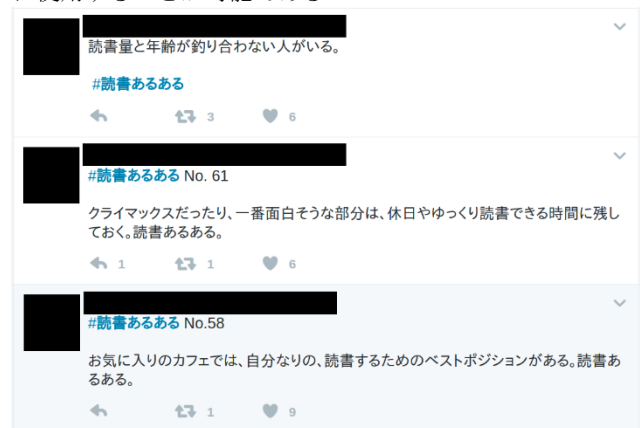 読書量と年齢が釣り合わない人がいる。
#読書あるある
3 6
#読書あるある No. 61
クライマックスだったり、一番面白そうな部分は、休日やゆっくり読書できる時間に残し
ておく。読書あるある。
1 1 6
#読書あるある No.58
お気に入りのカフェでは、自分なりの、読書するためのベストポジションがある。読書あ
るある。
1 9